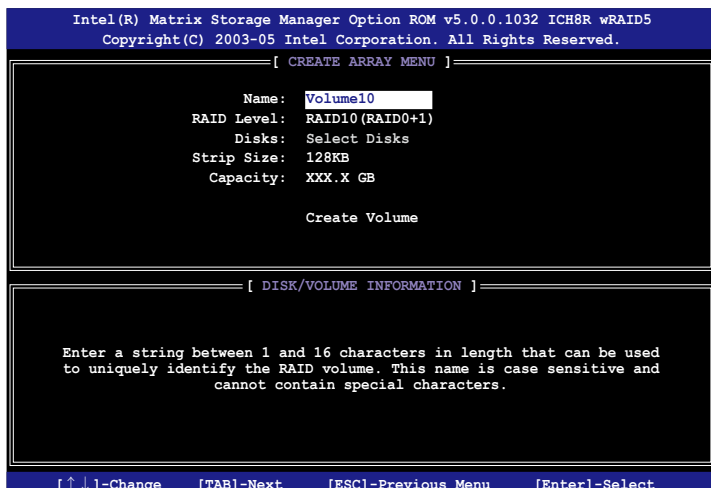 Intel(R) Matrix Storage Manager Option ROM v5.0.0.1032 ICH8R wRAID5
Copyright(C) 2003-05 Intel Corporation. All Rights Reserved.
[ CREATE ARRAY MENU ]
Name: Volume10
RAID Level: RAID10(RAID0+1)
Disks: Select Disks
Strip Size: 128KB
Capacity: XXX.X GB
Create Volume
[ DISK/VOLUME INFORMATION ]
Enter a string between 1 and 16 characters in length that can be used
to uniquely identify the RAID volume. This name is case sensitive and
cannot contain special characters.
[↑↓]-Change [TAB]-Next [ESC]-Previous Menu [Enter]-Select